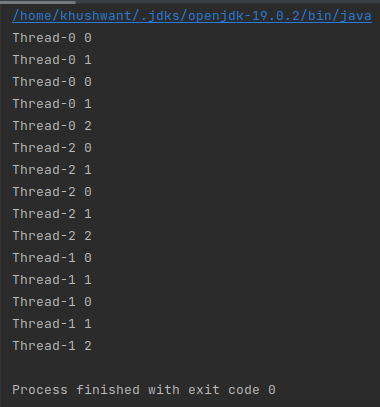 /home/khushwant/.jdks/openjdk-19.0.2/bin/java
Thread-0 0
Thread-0 1
Thread-0 0
Thread-0 1
Thread-0 2
Thread-2 0
Thread-2 1
Thread-2 0
Thread-2 1
Thread-2 2
Thread-1 0
Thread-1 1
Thread-1 0
Thread-1 1
Thread-1 2
Process finished with exit code 0